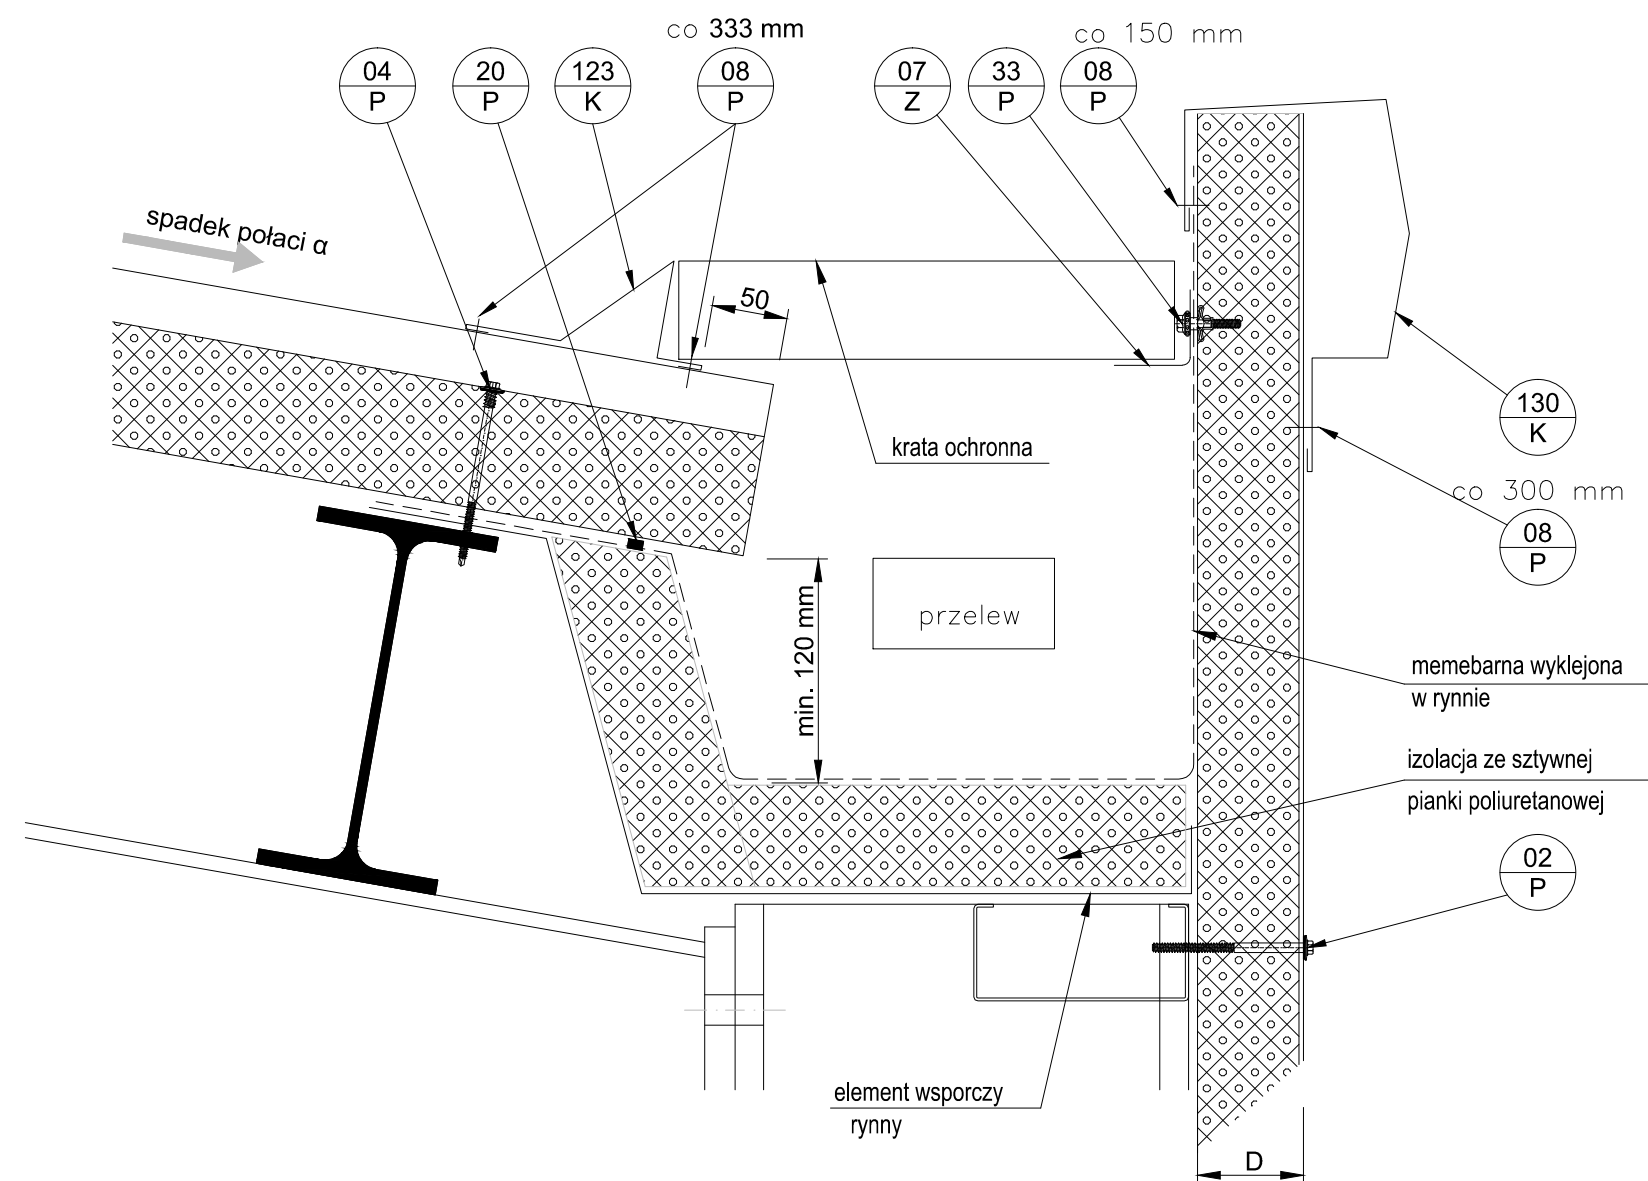 co 333 mm
co 150 mm
04
P
20
P
123
K
08
P
07
Z
33
P
08
P
spadek połaci α
50
130
K
krata ochronna
co 300 mm
08
P
przelew
min. 120 mm
memebarna wyklejona
w rynnie
izolacja ze sztywnej
pianki poliuretanowej
02
P
element wsporczy
rynny
D